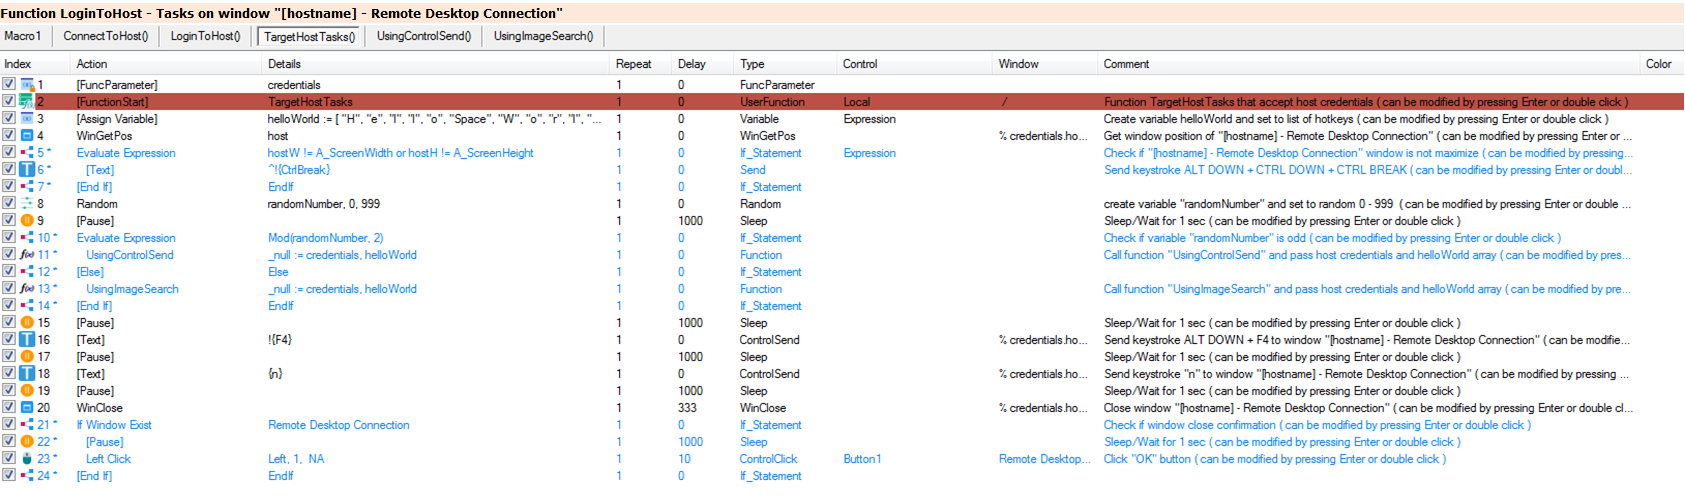 Function LoginToHost - Tasks on window "[hostname] - Remote Desktop Connection"
Macro1 ConnectToHost() LoginToHost() TargetHostTasks() UsingControlSend() UsingImageSearch()
Index Action Details Repeat Delay Type Control Window Comment Color
1 [FuncParameter] credentials 1 0 FuncParameter
2 [FunctionStart] TargetHostTasks 1 0 UserFunction Local / Function TargetHostTasks that accept host credentials ( can be modified by pressing Enter or double click )
3 [Assign Variable] helloWorld := [ "H", "e", "l", "l", "o", "Space", "W", "o", "r", "l", "... 1 0 Variable Expression Create variable helloWorld and set to list of hotkeys ( can be modified by pressing Enter or double click )
4 WinGetPos host 1 0 WinGetPos % credentials.ho... Get window position of "[hostname] - Remote Desktop Connection" ( can be modified by pressing Enter or ...
5 * Evaluate Expression hostW != A_ScreenWidth or hostH != A_ScreenHeight 1 0 If_Statement Expression Check if "[hostname] - Remote Desktop Connection" window is not maximize ( can be modified by pressing...
6 * [Text] ^!{CtrlBreak} 1 0 Send Send keystroke ALT DOWN + CTRL DOWN + CTRL BREAK ( can be modified by pressing Enter or doubl...
7 * [End If] EndIf 1 0 If_Statement
8 Random randomNumber, 0, 999 1 0 Random create variable "randomNumber" and set to random 0 - 999 ( can be modified by pressing Enter or double ...
9 [Pause] 1 1000 Sleep Sleep/Wait for 1 sec ( can be modified by pressing Enter or double click )
10 * Evaluate Expression Mod(randomNumber, 2) 1 0 If_Statement Check if variable "randomNumber" is odd ( can be modified by pressing Enter or double click )
11 * UsingControlSend _null := credentials, helloWorld 1 0 Function Call function "UsingControlSend" and pass host credentials and helloWorld array ( can be modified by pres...
12 * [Else] Else 1 0 If_Statement
13 * UsingImageSearch _null := credentials, helloWorld 1 0 Function Call function "UsingImageSearch" and pass host credentials and helloWorld array ( can be modified by pre...
14 * [End If] EndIf 1 0 If_Statement
15 [Pause] 1 1000 Sleep Sleep/Wait for 1 sec ( can be modified by pressing Enter or double click )
16 [Text] !{F4} 1 0 ControlSend % credentials.ho... Send keystroke ALT DOWN + F4 to window "[hostname] - Remote Desktop Connection" ( can be modifie...
17 [Pause] 1 1000 Sleep Sleep/Wait for 1 sec ( can be modified by pressing Enter or double click )
18 [Text] {n} 1 0 ControlSend % credentials.ho... Send keystroke "n" to window "[hostname] - Remote Desktop Connection" ( can be modified by pressing ...
19 [Pause] 1 1000 Sleep Sleep/Wait for 1 sec ( can be modified by pressing Enter or double click )
20 WinClose 1 333 WinClose % credentials.ho... Close window "[hostname] - Remote Desktop Connection" ( can be modified by pressing Enter or double cl...
21 * If Window Exist Remote Desktop Connection 1 0 If_Statement Check if window close confirmation ( can be modified by pressing Enter or double click )
22 * [Pause] 1 1000 Sleep Sleep/Wait for 1 sec ( can be modified by pressing Enter or double click )
23 * Left Click Left, 1, NA 1 10 ControlClick Button1 Remote Desktop... Click "OK" button ( can be modified by pressing Enter or double click )
24 * [End If] EndIf 1 0 If_Statement